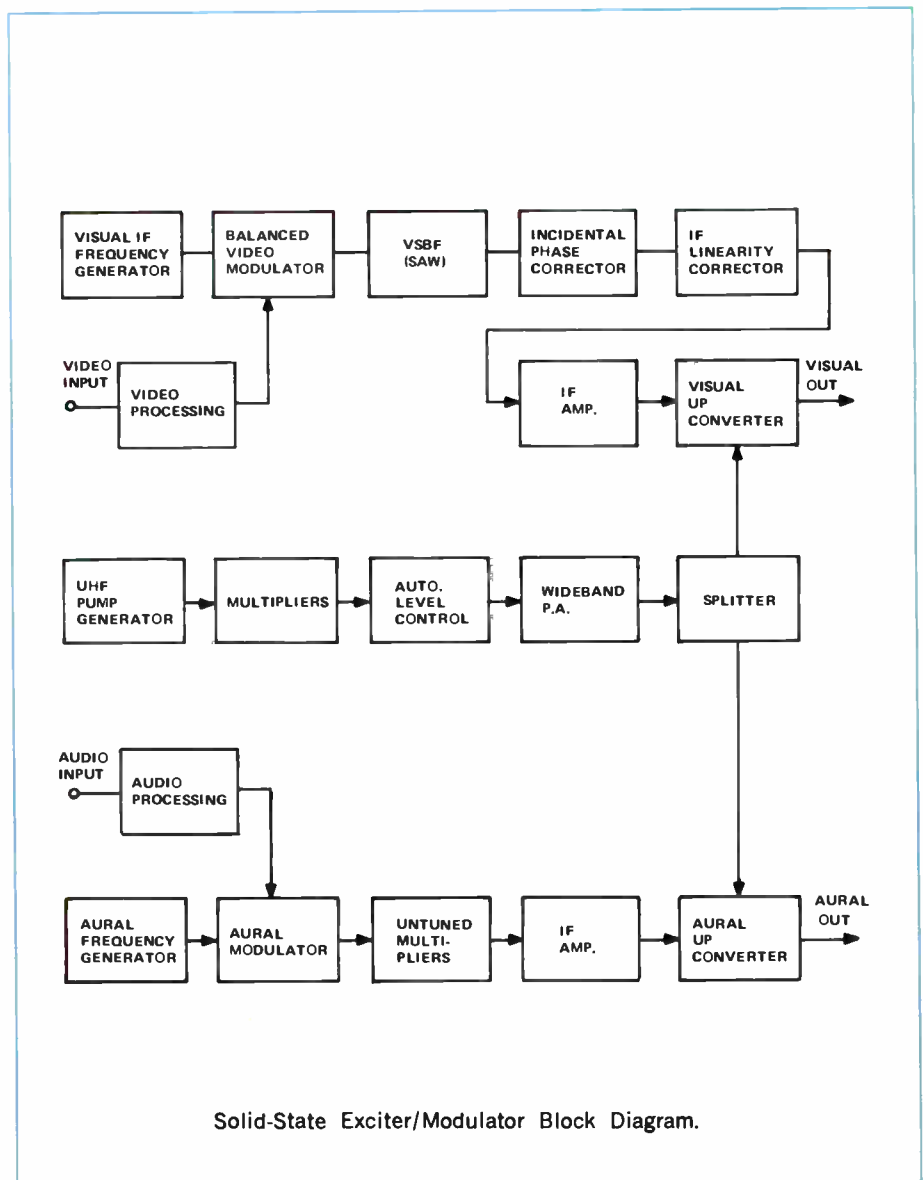 VISUAL IF
FREQUENCY
GENERATOR
BALANCED
VIDEO
MODULATOR
VSBF
(SAW)
INCIDENTAL
PHASE
CORRECTOR
IF
LINEARITY
CORRECTOR
VIDEO
INPUT
VIDEO
PROCESSING
IF
AMP.
VISUAL
UP
CONVERTER
VISUAL
OUT
UHF
PUMP
GENERATOR
MULTIPLIERS
AUTO.
LEVEL
CONTROL
WIDEBAND
P.A.
SPLITTER
AUDIO
INPUT
AUDIO
PROCESSING
AURAL
FREQUENCY
GENERATOR
AURAL
MODULATOR
UNTUNED
MULTI-
PLIERS
IF
AMP.
AURAL
UP
CONVERTER
AURAL
OUT
Solid-State Exciter/Modulator Block Diagram.